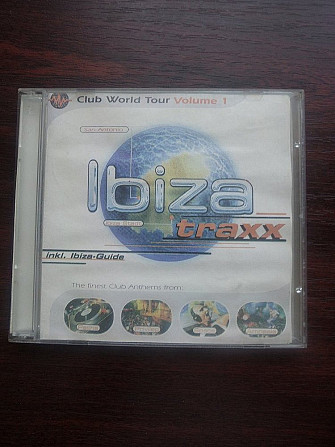 Club World Tour Volume 1
San Antonio
Ibiza
traxx
inkl. Ibiza-Guide
The finest Club Anthems from: